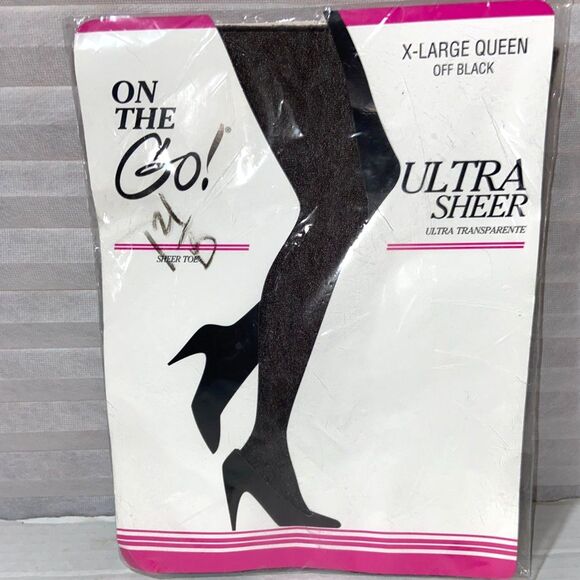 X-LARGE QUEEN
OFF BLACK
ON
THE
Go!®
ULTRA
SHEER
ULTRA TRANSPARENTE
SHEER TOE